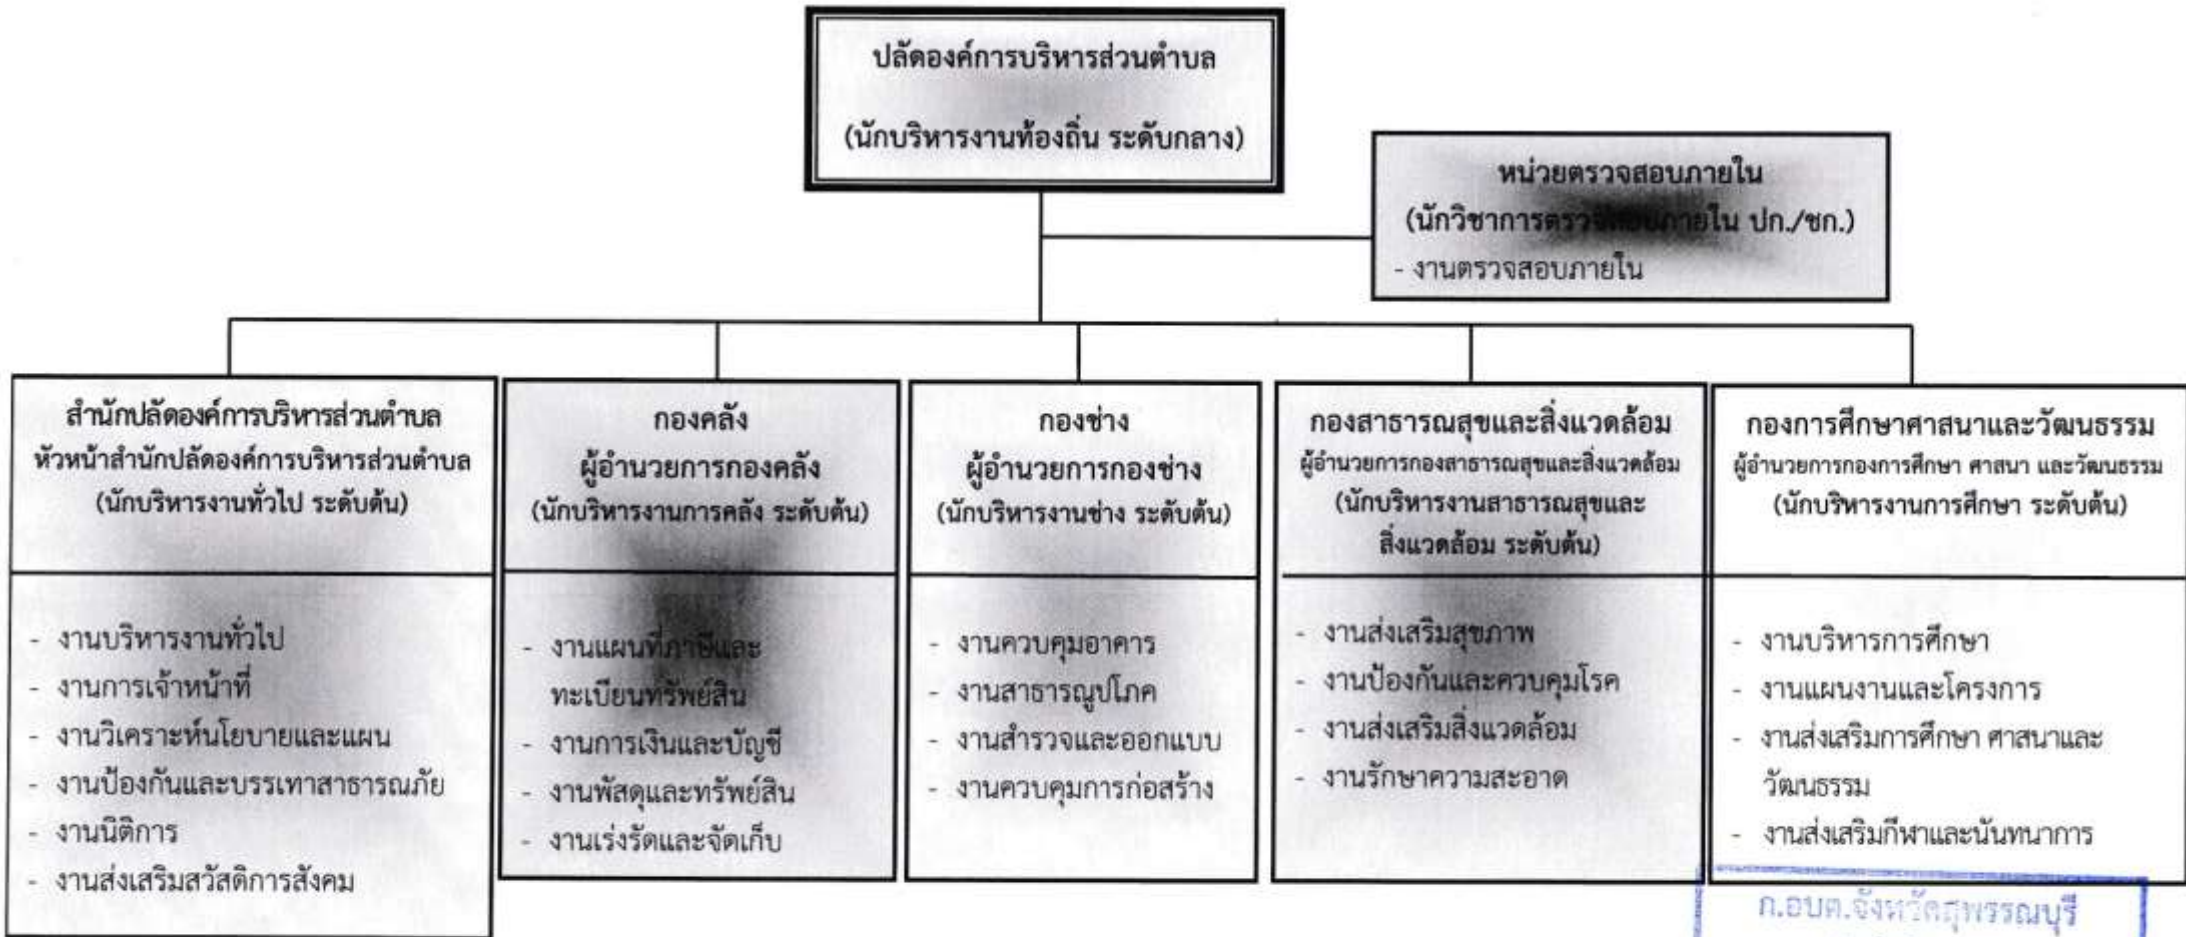 ปลัดองค์การบริหารส่วนตำบล
(นักบริหารงานท้องถิ่น ระดับกลาง)
หน่วยตรวจสอบภายใน
(นักวิชาการตรวจสอบภายใน ปก./ชก.)
- งานตรวจสอบภายใน
สำนักปลัดองค์การบริหารส่วนตำบล
หัวหน้าสำนักปลัดองค์การบริหารส่วนตำบล
(นักบริหารงานทั่วไป ระดับต้น)
- งานบริหารงานทั่วไป
- งานการเจ้าหน้าที่
- งานวิเคราะห์นโยบายและแผน
- งานป้องกันและบรรเทาสาธารณภัย
- งานนิติการ
- งานส่งเสริมสวัสดิการสังคม
กองคลัง
ผู้อำนวยการกองคลัง
(นักบริหารงานการคลัง ระดับต้น)
- งานแผนที่ภาษีและ
ทะเบียนทรัพย์สิน
- งานการเงินและบัญชี
- งานพัสดุและทรัพย์สิน
- งานเร่งรัดและจัดเก็บ
กองช่าง
ผู้อำนวยการกองช่าง
(นักบริหารงานช่าง ระดับต้น)
- งานควบคุมอาคาร
- งานสาธารณูปโภค
- งานสำรวจและออกแบบ
- งานควบคุมการก่อสร้าง
กองสาธารณสุขและสิ่งแวดล้อม
ผู้อำนวยการกองสาธารณสุขและสิ่งแวดล้อม
(นักบริหารงานสาธารณสุขและ
สิ่งแวดล้อม ระดับต้น)
- งานส่งเสริมสุขภาพ
- งานป้องกันและควบคุมโรค
- งานส่งเสริมสิ่งแวดล้อม
- งานรักษาความสะอาด
กองการศึกษาศาสนาและวัฒนธรรม
ผู้อำนวยการกองการศึกษา ศาสนา และวัฒนธรรม
(นักบริหารงานการศึกษา ระดับต้น)
- งานบริหารการศึกษา
- งานแผนงานและโครงการ
- งานส่งเสริมการศึกษา ศาสนาและ
วัฒนธรรม
- งานส่งเสริมกีฬาและนันทนาการ
ก.อบต.จังหวัดสุพรรณบุรี